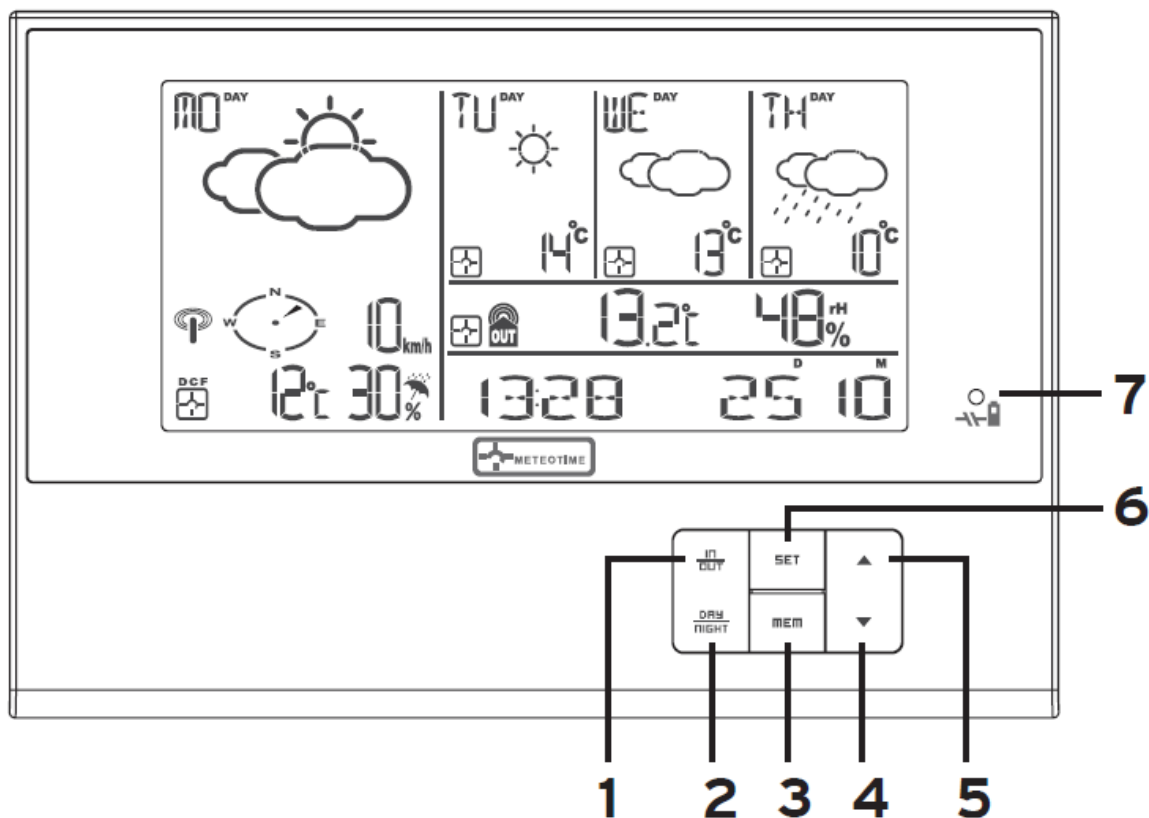 MO DAY TU DAY WE DAY TH DAY
14°C 13°C 10°C
N
W E
S
10 km/h
OUT 13.2°C 48 rH %
DCF
12°C 30 %
13:28 D 25 M 10
METEOTIME
7
6
IN
OUT
SET
DAY
NIGHT
MEM
1 2 3 4 5